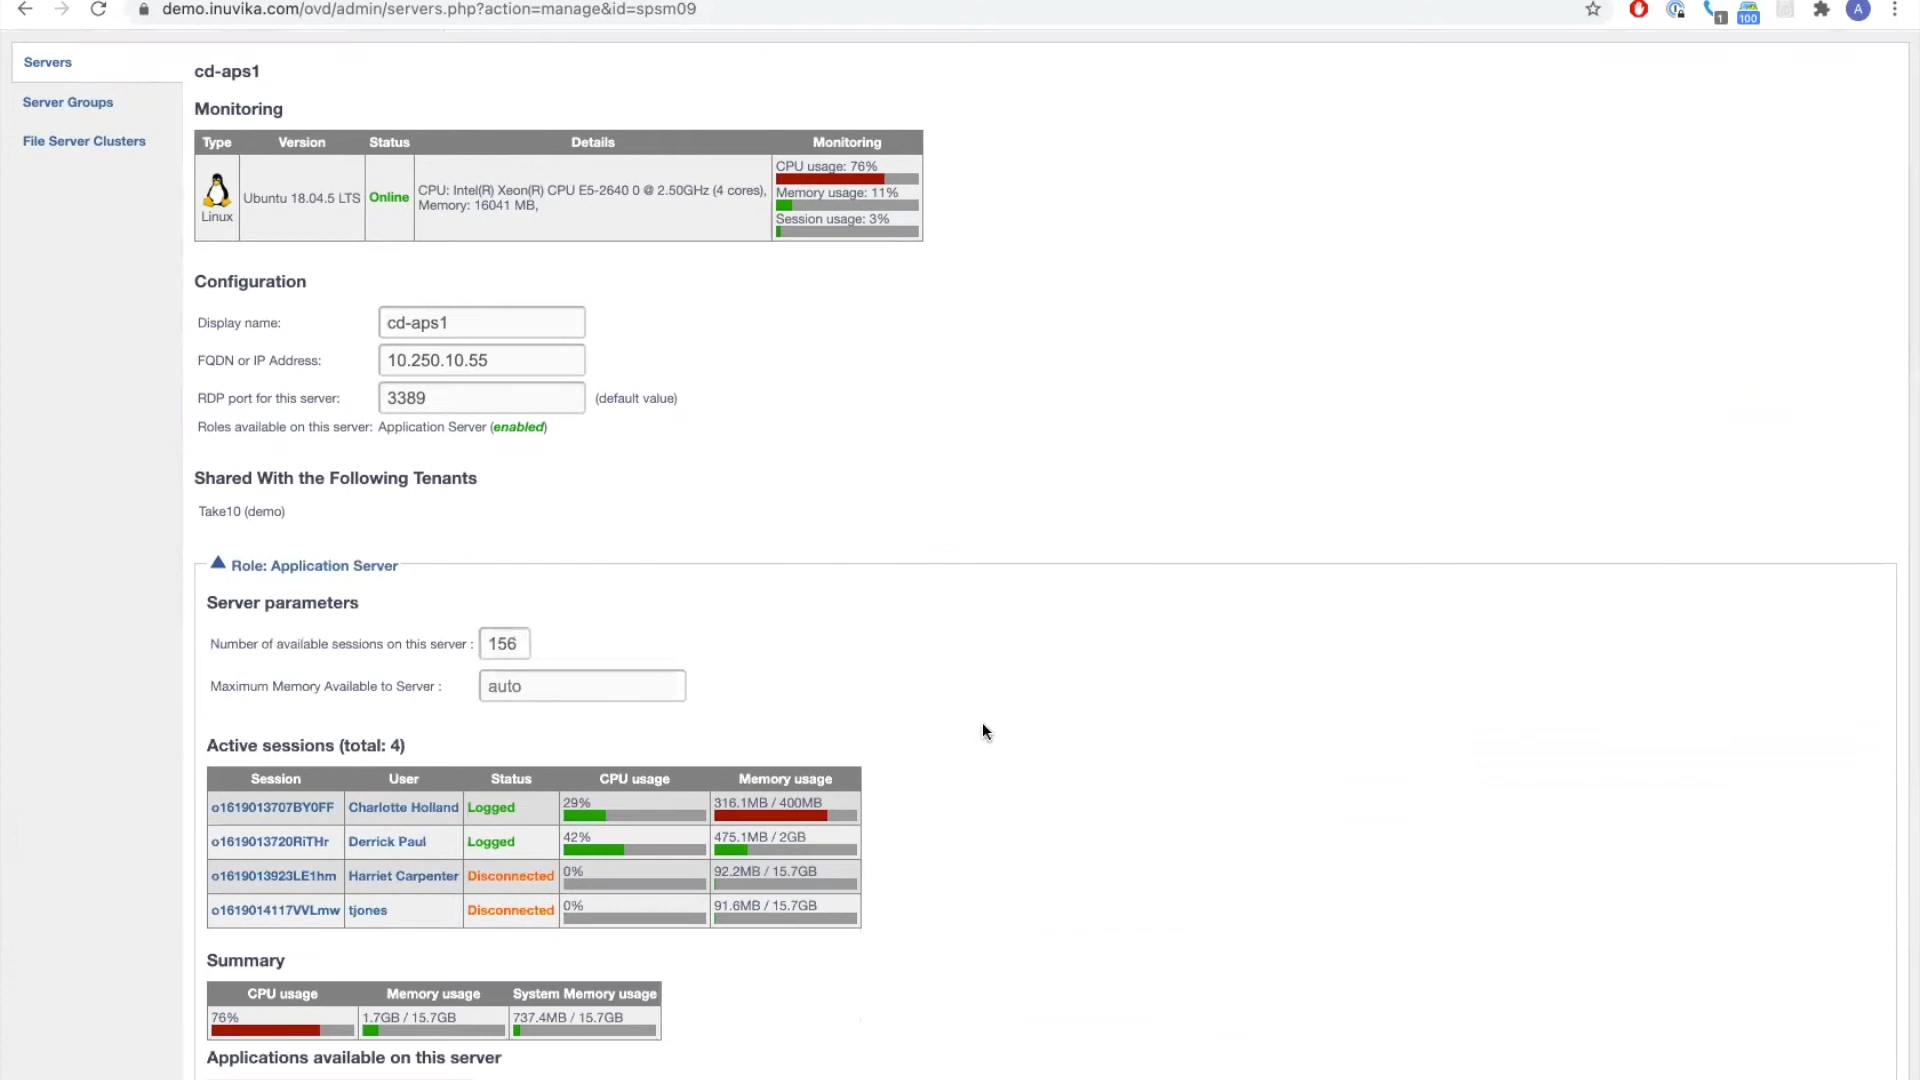 demo.inuvika.com/ovd/admin/servers.php?action=manage&id=spsm09
1
100
A
Servers
Server Groups
File Server Clusters
cd-aps1
Monitoring
Type Version Status Details Monitoring
Linux
Ubuntu 18.04.5 LTS
Online
CPU: Intel(R) Xeon(R) CPU E5-2640 0 @ 2.50GHz (4 cores),
Memory: 16041 MB,
CPU usage: 76%
Memory usage: 11%
Session usage: 3%
Configuration
Display name: cd-aps1
FQDN or IP Address: 10.250.10.55
RDP port for this server: 3389 (default value)
Roles available on this server: Application Server (enabled)
Shared With the Following Tenants
Take10 (demo)
Role: Application Server
Server parameters
Number of available sessions on this server : 156
Maximum Memory Available to Server : auto
Active sessions (total: 4)
Session User Status CPU usage Memory usage
o1619013707BY0FF Charlotte Holland Logged 29% 316.1MB / 400MB
o1619013720RiTHr Derrick Paul Logged 42% 475.1MB / 2GB
o1619013923LE1hm Harriet Carpenter Disconnected 0% 92.2MB / 15.7GB
o1619014117VVLmw tjones Disconnected 0% 91.6MB / 15.7GB
Summary
CPU usage Memory usage System Memory usage
76% 1.7GB / 15.7GB 737.4MB / 15.7GB
Applications available on this server